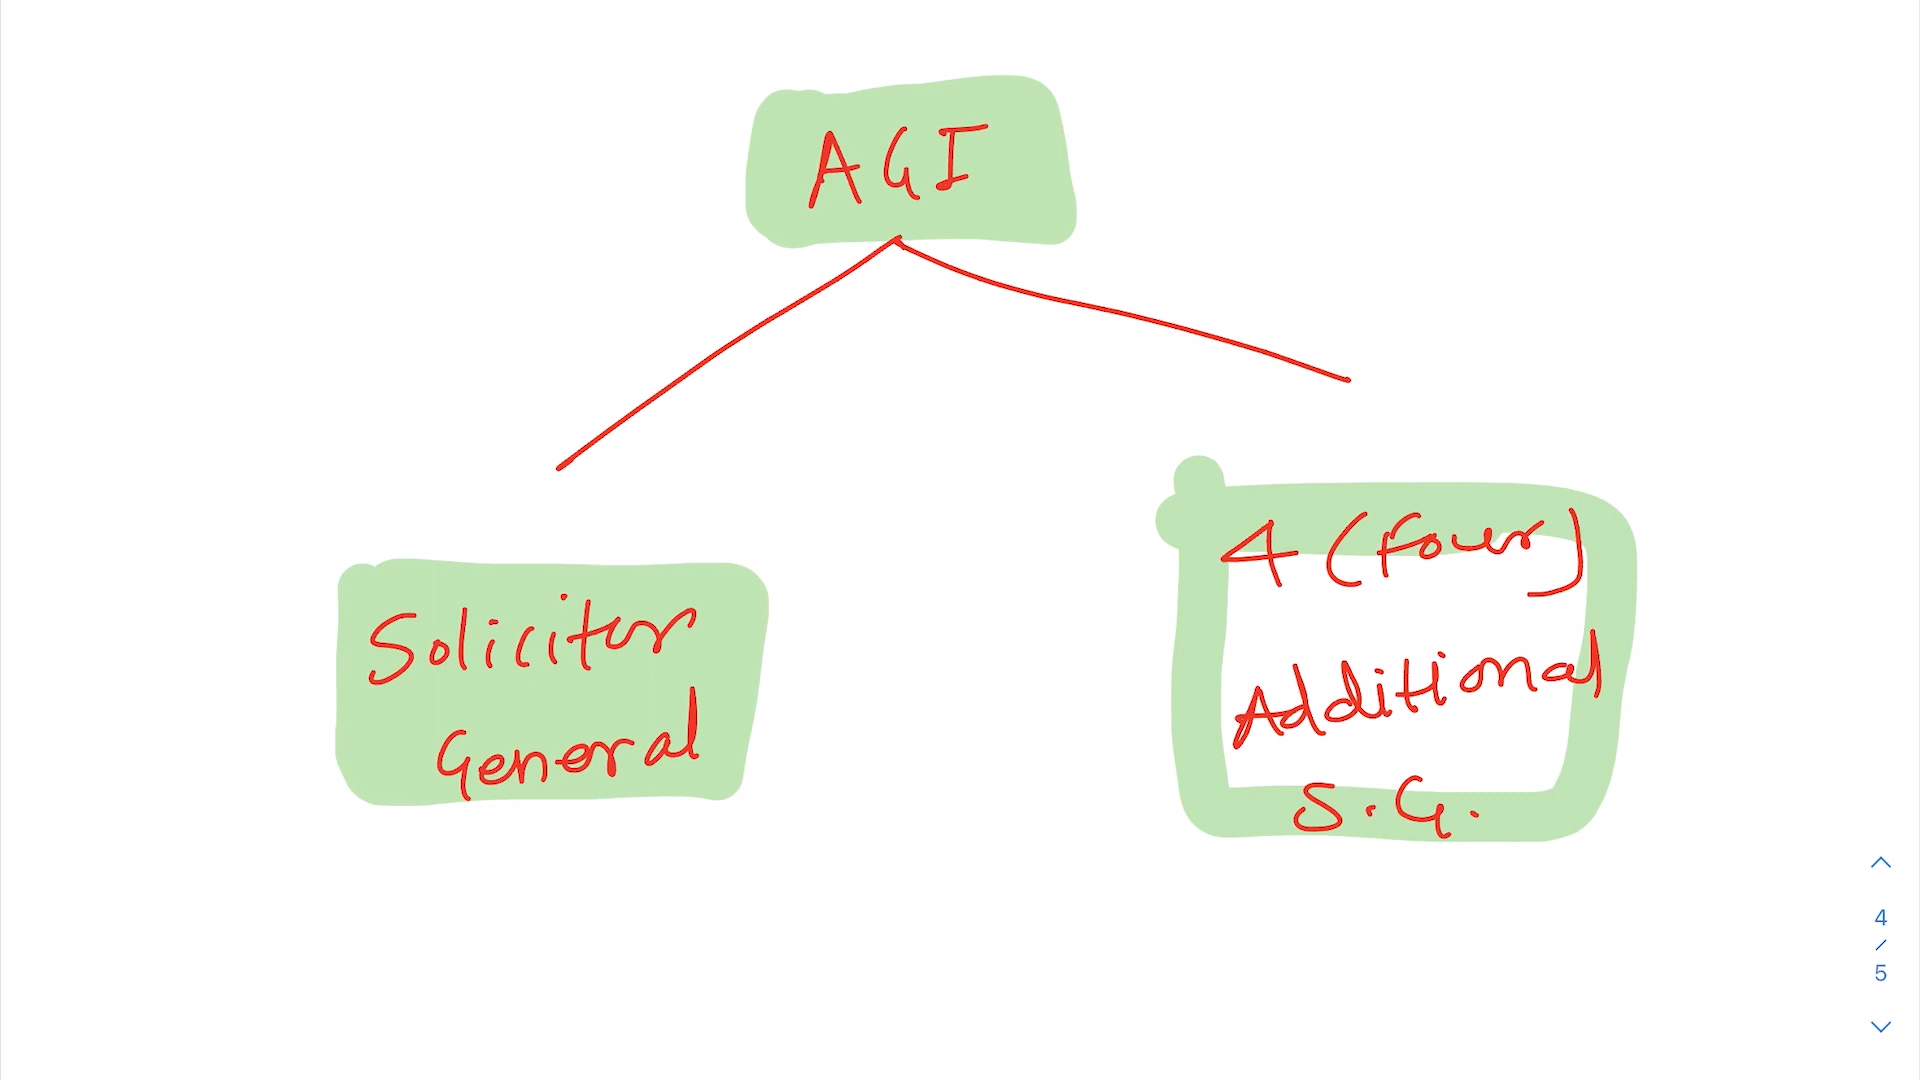 AGI
Solicitor
General
4 (four)
Additional
S.G.
4
/
5